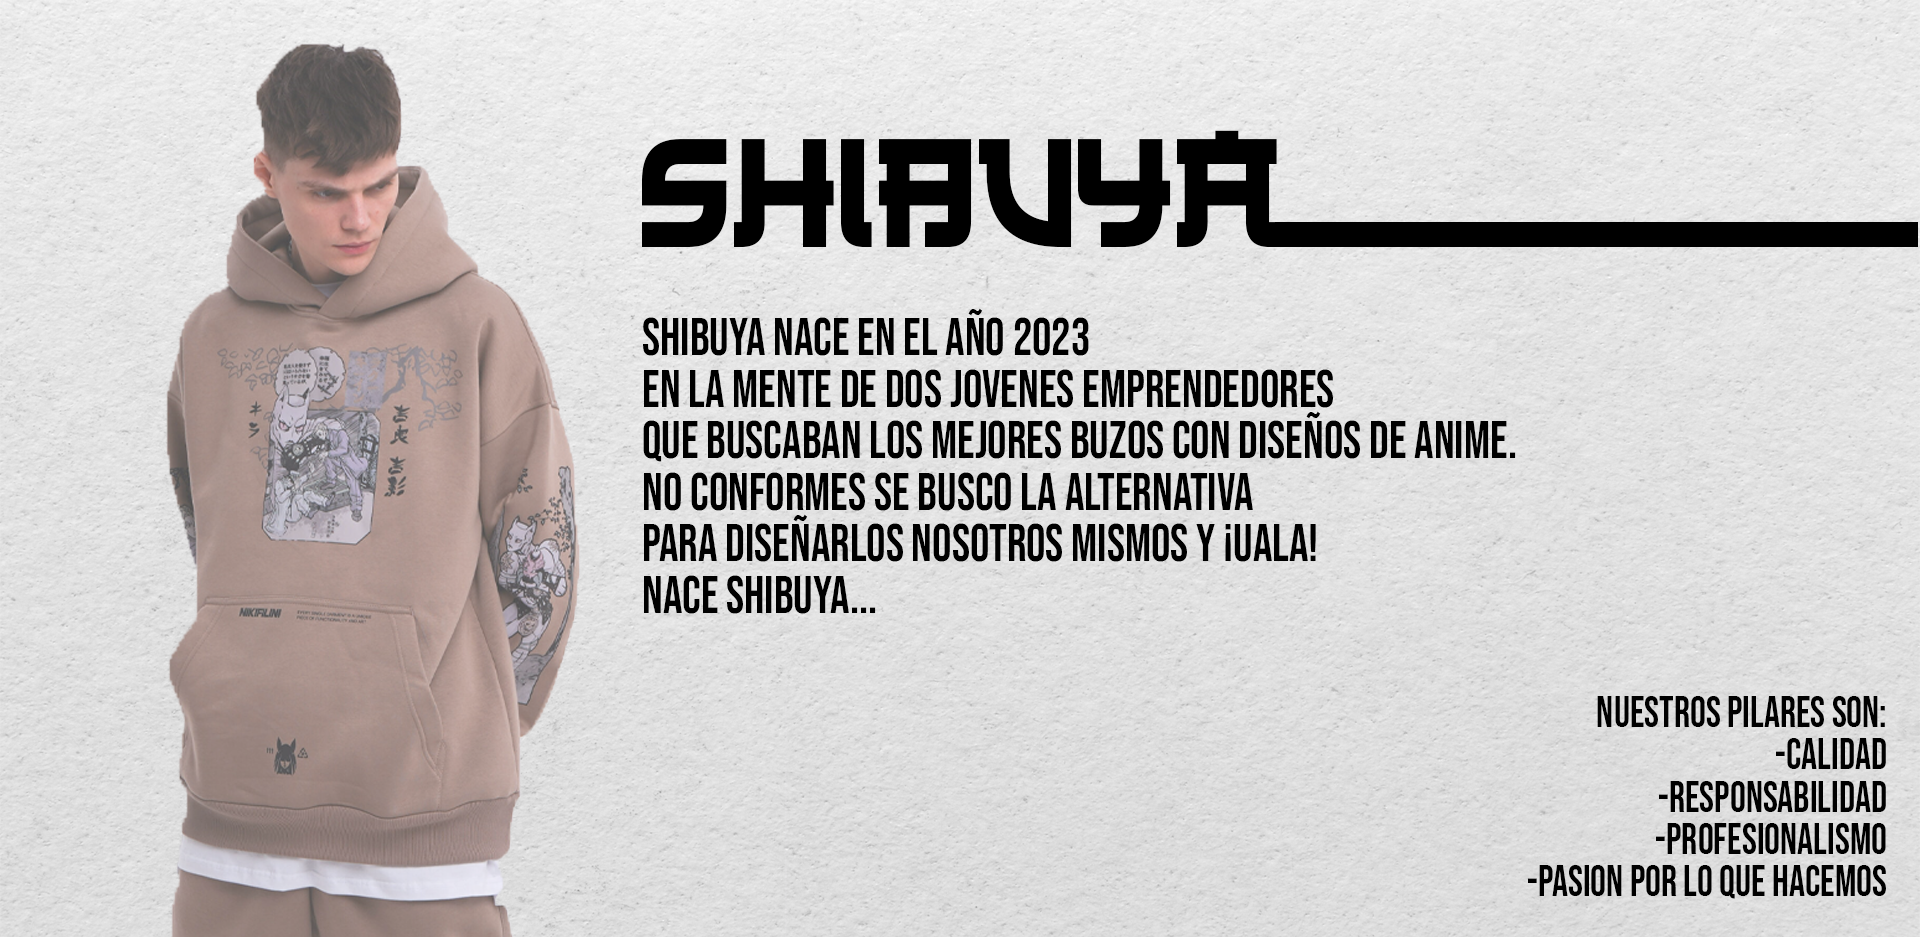 SHIBUYA
SHIBUYA NACE EN EL AÑO 2023
EN LA MENTE DE DOS JOVENES EMPRENDEDORES
QUE BUSCABAN LOS MEJORES BUZOS CON DISEÑOS DE ANIME.
NO CONFORMES SE BUSCO LA ALTERNATIVA
PARA DISEÑARLOS NOSOTROS MISMOS Y ¡UALA!
NACE SHIBUYA...
NIKIFILINI
NUESTROS PILARES SON:
-CALIDAD
-RESPONSABILIDAD
-PROFESIONALISMO
-PASION POR LO QUE HACEMOS